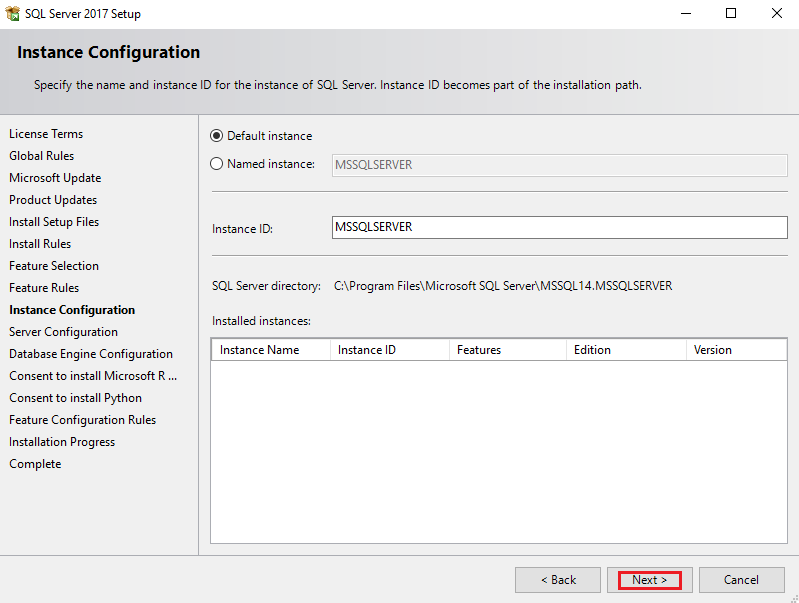 SQL Server 2017 Setup
Instance Configuration
Specify the name and instance ID for the instance of SQL Server. Instance ID becomes part of the installation path.
License Terms
Global Rules
Microsoft Update
Product Updates
Install Setup Files
Install Rules
Feature Selection
Feature Rules
Instance Configuration
Server Configuration
Database Engine Configuration
Consent to install Microsoft R ...
Consent to install Python
Feature Configuration Rules
Installation Progress
Complete
Default instance
Named instance: MSSQLSERVER
Instance ID: MSSQLSERVER
SQL Server directory: C:\Program Files\Microsoft SQL Server\MSSQL14.MSSQLSERVER
Installed instances:
Instance Name Instance ID Features Edition Version
< Back Next > Cancel